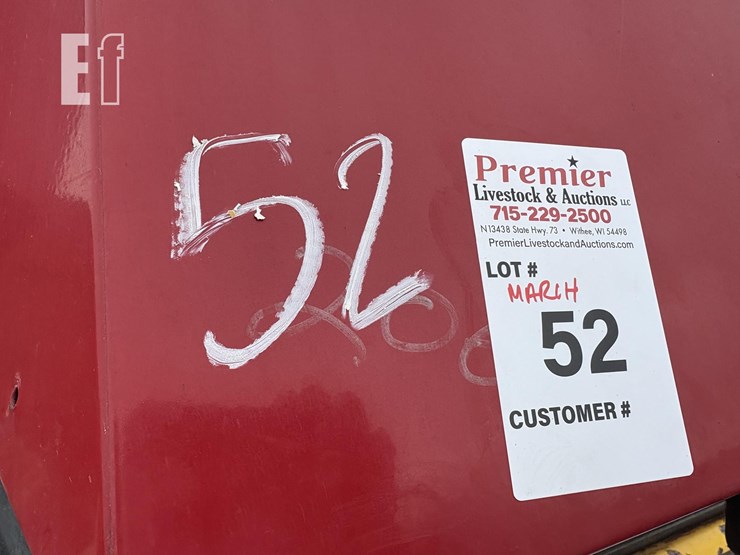 Ef
52
Premier
Livestock & Auctions LLC
715-229-2500
N13438 State Hwy. 73 • Withee, WI 54498
PremierLivestockandAuctions.com
LOT #
MARCH
52
CUSTOMER #